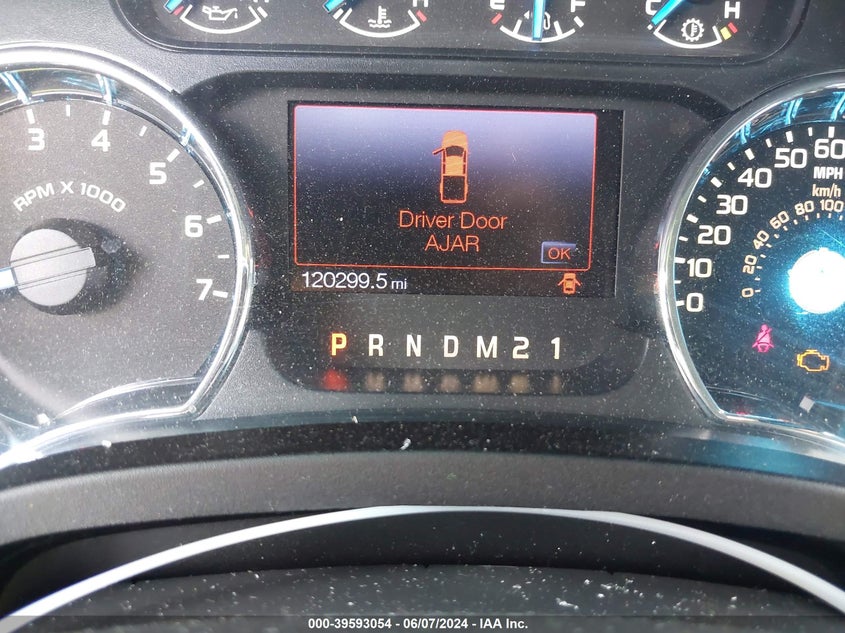 H
E F
C H
3 4 5 6 7
RPM X 1000
Driver Door
AJAR
OK
120299.5 mi
P R N D M 2 1
0 10 20 30 40 50 60
MPH
km/h
0 20 40 60 80 100
000-39593054 - 06/07/2024 - IAA Inc.